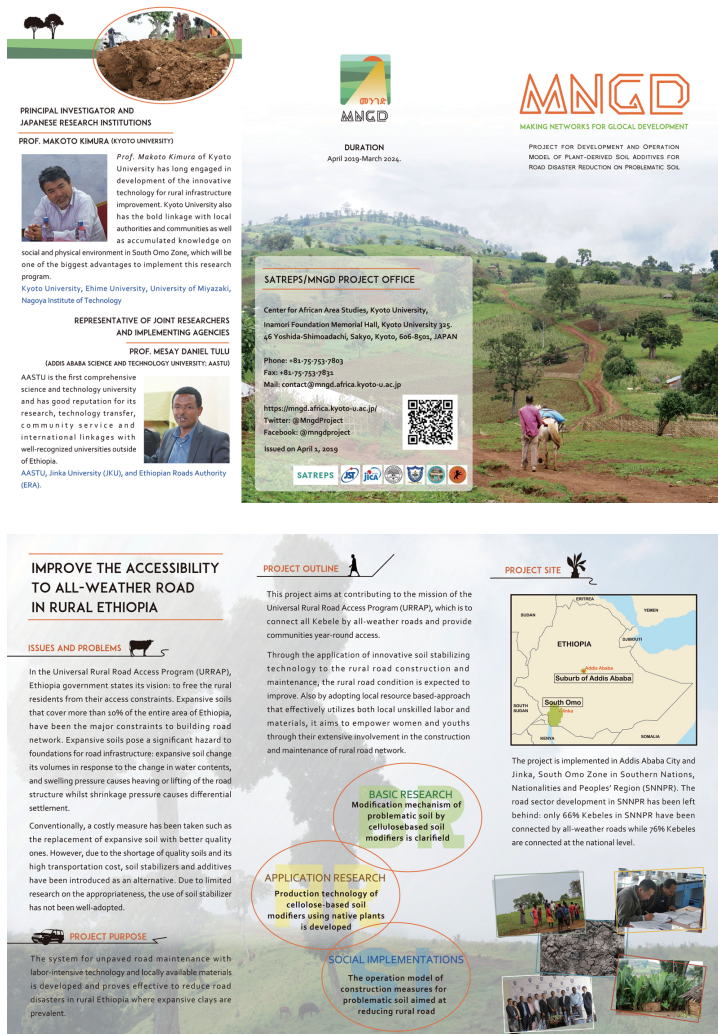 PRINCIPAL INVESTIGATOR AND
JAPANESE RESEARCH INSTITUTIONS
PROF. MAKOTO KIMURA (KYOTO UNIVERSITY)
Prof. Makoto Kimura of Kyoto
University has long engaged in
development of the innovative
technology for rural infrastructure
improvement. Kyoto University also
has the bold linkage with local
authorities and communities as well
as accumulated knowledge on
social and physical environment in South Omo Zone, which will be
one of the biggest advantages to implement this research
program.
Kyoto University, Ehime University, University of Miyazaki,
Nagoya Institute of Technology
REPRESENTATIVE OF JOINT RESEARCHERS
AND IMPLEMENTING AGENCIES
PROF. MESAY DANIEL TULU
(ADDIS ABABA SCIENCE AND TECHNOLOGY UNIVERSITY: AASTU)
AASTU is the first comprehensive
science and technology university
and has good reputation for its
research, technology transfer,
community service and
international linkages with
well-recognized universities outside
of Ethiopia.
AASTU, Jinka University (JKU), and Ethiopian Roads Authority
(ERA).
መንገድ
MNGD
DURATION
April 2019-March 2024.
SATREPS/MNGD PROJECT OFFICE
Center for African Area Studies, Kyoto University,
Inamori Foundation Memorial Hall, Kyoto University 325.
46 Yoshida-Shimoadachi, Sakyo, Kyoto, 606-8501, JAPAN
Phone: +81-75-753-7803
Fax: +81-75-753-7831
Mail: contact@mngd.africa.kyoto-u.ac.jp
https://mngd.africa.kyoto-u.ac.jp/
Twitter: @MngdProject
Facebook: @mngdproject
Issued on April 1, 2019
SATREPS JST JICA
MNGD
MAKING NETWORKS FOR GLOCAL DEVELOPMENT
PROJECT FOR DEVELOPMENT AND OPERATION
MODEL OF PLANT-DERIVED SOIL ADDITIVES FOR
ROAD DISASTER REDUCTION ON PROBLEMATIC SOIL
IMPROVE THE ACCESSIBILITY
TO ALL-WEATHER ROAD
IN RURAL ETHIOPIA
ISSUES AND PROBLEMS
In the Universal Rural Road Access Program (URRAP),
Ethiopia government states its vision: to free the rural
residents from their access constraints. Expansive soils
that cover more than 10% of the entire area of Ethiopia,
have been the major constraints to building road
network. Expansive soils pose a significant hazard to
foundations for road infrastructure: expansive soil change
its volumes in response to the change in water contents,
and swelling pressure causes heaving or lifting of the road
structure whilst shrinkage pressure causes differential
settlement.
Conventionally, a costly measure has been taken such as
the replacement of expansive soil with better quality
ones. However, due to the shortage of quality soils and its
high transportation cost, soil stabilizers and additives
have been introduced as an alternative. Due to limited
research on the appropriateness, the use of soil stabilizer
has not been well-adopted.
PROJECT PURPOSE
The system for unpaved road maintenance with
labor-intensive technology and locally available materials
is developed and proves effective to reduce road
disasters in rural Ethiopia where expansive clays are
prevalent.
PROJECT OUTLINE
This project aims at contributing to the mission of the
Universal Rural Road Access Program (URRAP), which is to
connect all Kebele by all-weather roads and provide
communities year-round access.
Through the application of innovative soil stabilizing
technology to the rural road construction and
maintenance, the rural road condition is expected to
improve. Also by adopting local resource based-approach
that effectively utilizes both local unskilled labor and
materials, it aims to empower women and youths
through their extensive involvement in the construction
and maintenance of rural road network.
BASIC RESEARCH
Modification mechanism of
problematic soil by
cellulosebased soil
modifiers is clarifield
APPLICATION RESEARCH
Production technology of
cellolose-based soil
modifiers using native plants
is developed
SOCIAL IMPLEMENTATIONS
The operation model of
construction measures for
problematic soil aimed at
reducing rural road
PROJECT SITE
ERITREA
SUDAN
YEMEN
DJIBOUTI
ETHIOPIA
Addis Ababa
Suburb of Addis Ababa
SOUTH
SUDAN
South Omo
Jinka
KENYA
SOMALIA
The project is implemented in Addis Ababa City and
Jinka, South Omo Zone in Southern Nations,
Nationalities and Peoples' Region (SNNPR). The
road sector development in SNNPR has been left
behind: only 66% Kebeles in SNNPR have been
connected by all-weather roads while 76% Kebeles
are connected at the national level.